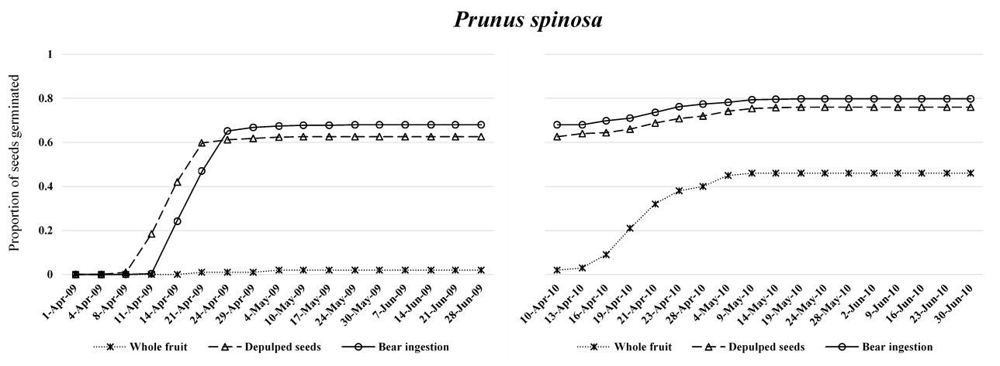 Prunus spinosa
Proportion of seeds germinated
1
0.8
0.6
0.4
0.2
0
1-Apr-09
4-Apr-09
8-Apr-09
11-Apr-09
14-Apr-09
21-Apr-09
24-Apr-09
29-Apr-09
4-May-09
10-May-09
17-May-09
24-May-09
30-May-09
7-Jun-09
14-Jun-09
21-Jun-09
28-Jun-09
Whole fruit Depulped seeds Bear ingestion
10-Apr-10
13-Apr-10
16-Apr-10
19-Apr-10
21-Apr-10
23-Apr-10
28-Apr-10
4-May-10
9-May-10
14-May-10
19-May-10
24-May-10
28-May-10
2-Jun-10
9-Jun-10
16-Jun-10
23-Jun-10
30-Jun-10
Whole fruit Depulped seeds Bear ingestion